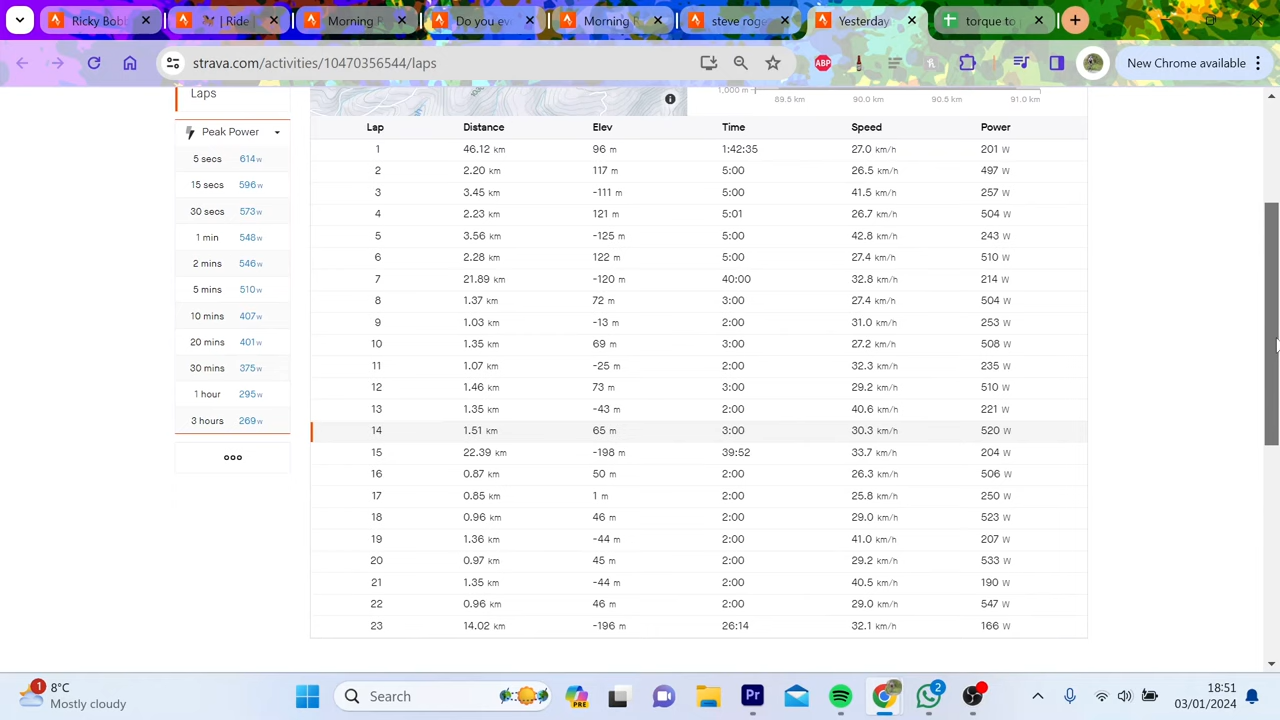 Ricky Bobb
| Ride |
Morning R
Do you eve
Morning R
steve roge
Yesterday
torque to
strava.com/activities/10470356544/laps
ABP
New Chrome available
Laps
1,000 m
89.5 km 90.0 km 90.5 km 91.0 km
Peak Power
5 secs 614w
15 secs 596w
30 secs 573w
1 min 548w
2 mins 546w
5 mins 510w
10 mins 407w
20 mins 401w
30 mins 375w
1 hour 295w
3 hours 269w
Lap Distance Elev Time Speed Power
1 46.12 km 96 m 1:42:35 27.0 km/h 201 W
2 2.20 km 117 m 5:00 26.5 km/h 497 W
3 3.45 km -111 m 5:00 41.5 km/h 257 W
4 2.23 km 121 m 5:01 26.7 km/h 504 W
5 3.56 km -125 m 5:00 42.8 km/h 243 W
6 2.28 km 122 m 5:00 27.4 km/h 510 W
7 21.89 km -120 m 40:00 32.8 km/h 214 W
8 1.37 km 72 m 3:00 27.4 km/h 504 W
9 1.03 km -13 m 2:00 31.0 km/h 253 W
10 1.35 km 69 m 3:00 27.2 km/h 508 W
11 1.07 km -25 m 2:00 32.3 km/h 235 W
12 1.46 km 73 m 3:00 29.2 km/h 510 W
13 1.35 km -43 m 2:00 40.6 km/h 221 W
14 1.51 km 65 m 3:00 30.3 km/h 520 W
15 22.39 km -198 m 39:52 33.7 km/h 204 W
16 0.87 km 50 m 2:00 26.3 km/h 506 W
17 0.85 km 1 m 2:00 25.8 km/h 250 W
18 0.96 km 46 m 2:00 29.0 km/h 523 W
19 1.36 km -44 m 2:00 41.0 km/h 207 W
20 0.97 km 45 m 2:00 29.2 km/h 533 W
21 1.35 km -44 m 2:00 40.5 km/h 190 W
22 0.96 km 46 m 2:00 29.0 km/h 547 W
23 14.02 km -196 m 26:14 32.1 km/h 166 W
1
8°C
Mostly cloudy
Search
PRE
Pr
2
18:51
03/01/2024